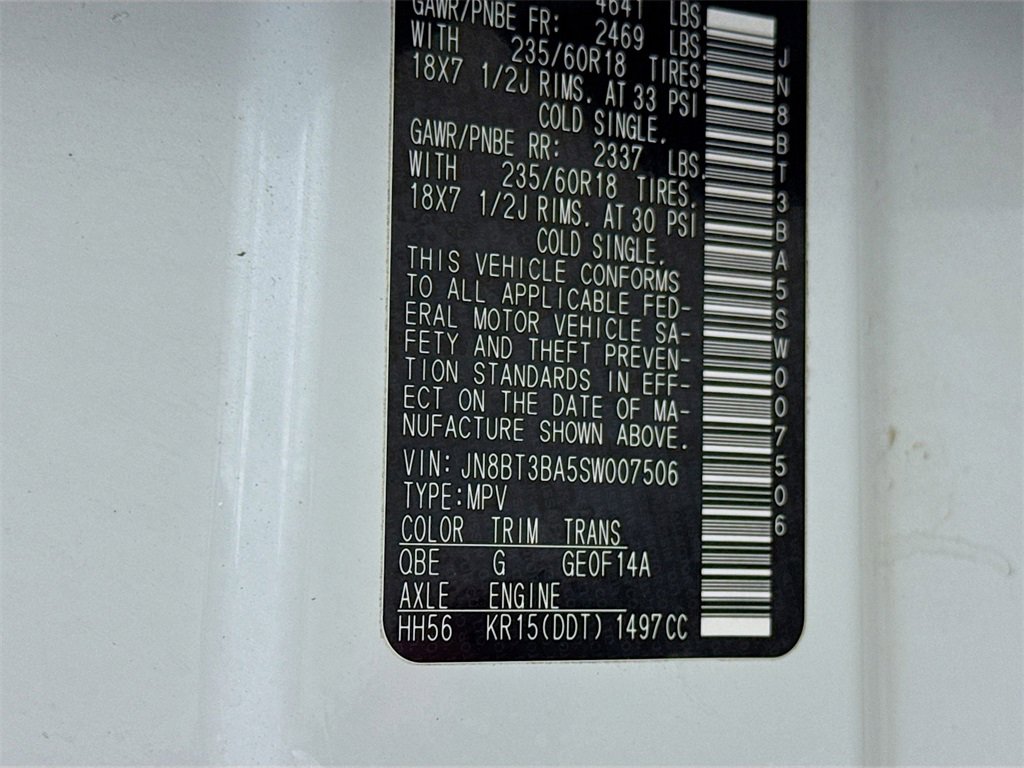 4641 LBS.
GAWR/PNBE FR: 2469 LBS.
WITH 235/60R18 TIRES.
18X7 1/2J RIMS. AT 33 PSI
COLD SINGLE.
GAWR/PNBE RR: 2337 LBS.
WITH 235/60R18 TIRES.
18X7 1/2J RIMS. AT 30 PSI
COLD SINGLE.
THIS VEHICLE CONFORMS
TO ALL APPLICABLE FED-
ERAL MOTOR VEHICLE SA-
FETY AND THEFT PREVEN-
TION STANDARDS IN EFF-
ECT ON THE DATE OF MA-
NUFACTURE SHOWN ABOVE.
VIN: JN8BT3BA5SW007506
TYPE:MPV
COLOR TRIM TRANS
QBE G GE0F14A
AXLE ENGINE
HH56 KR15(DDT) 1497CC
JN8BT3BA5SW007506